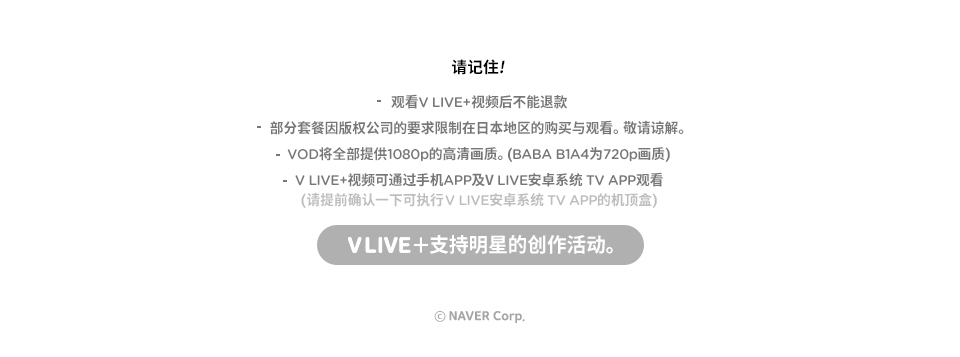 请记住!
- 观看V LIVE+视频后不能退款
- 部分套餐因版权公司的要求限制在日本地区的购买与观看。敬请谅解。
- VOD将全部提供1080p的高清画质。(BABA B1A4为720p画质)
- V LIVE+视频可通过手机APP及V LIVE安卓系统 TV APP观看
(请提前确认一下可执行V LIVE安卓系统 TV APP的机顶盒)
V LIVE+支持明星的创作活动。
© NAVER Corp.